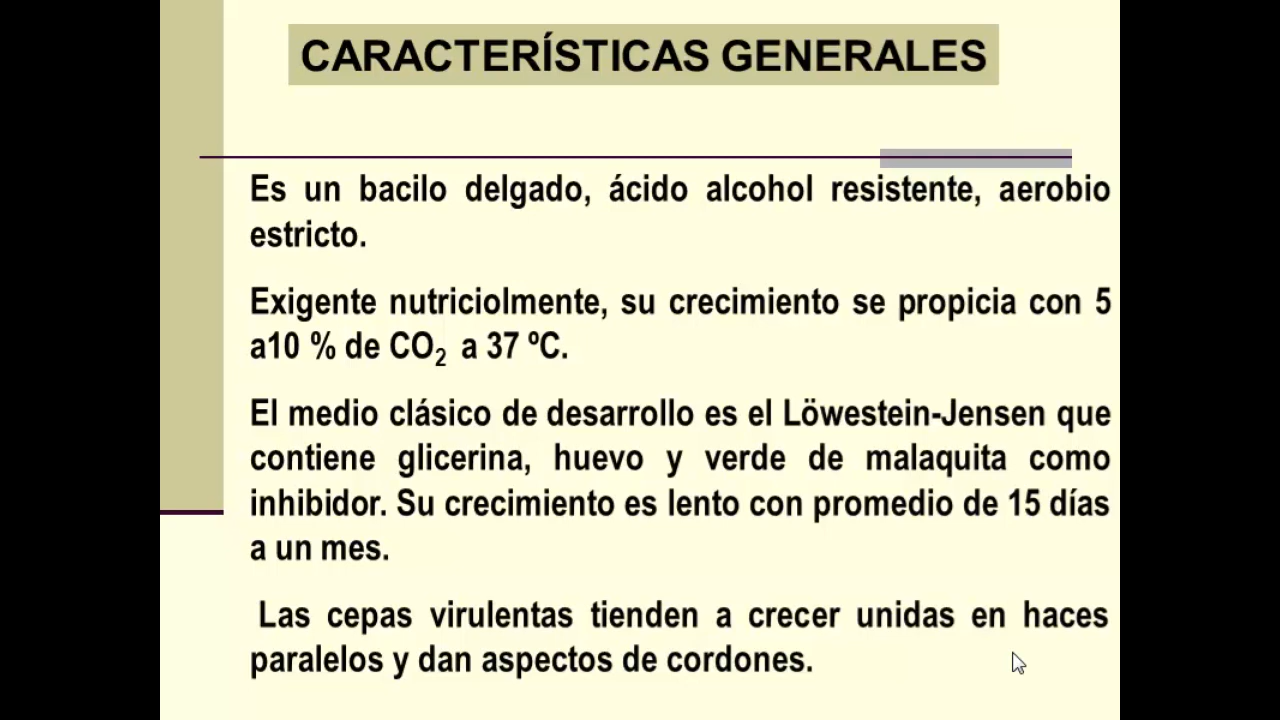 CARACTERÍSTICAS GENERALES
Es un bacilo delgado, ácido alcohol resistente, aerobio
estricto.
Exigente nutriciolmente, su crecimiento se propicia con 5
a10 % de CO₂ a 37 ºC.
El medio clásico de desarrollo es el Löwestein-Jensen que
contiene glicerina, huevo y verde de malaquita como
inhibidor. Su crecimiento es lento con promedio de 15 días
a un mes.
Las cepas virulentas tienden a crecer unidas en haces
paralelos y dan aspectos de cordones.